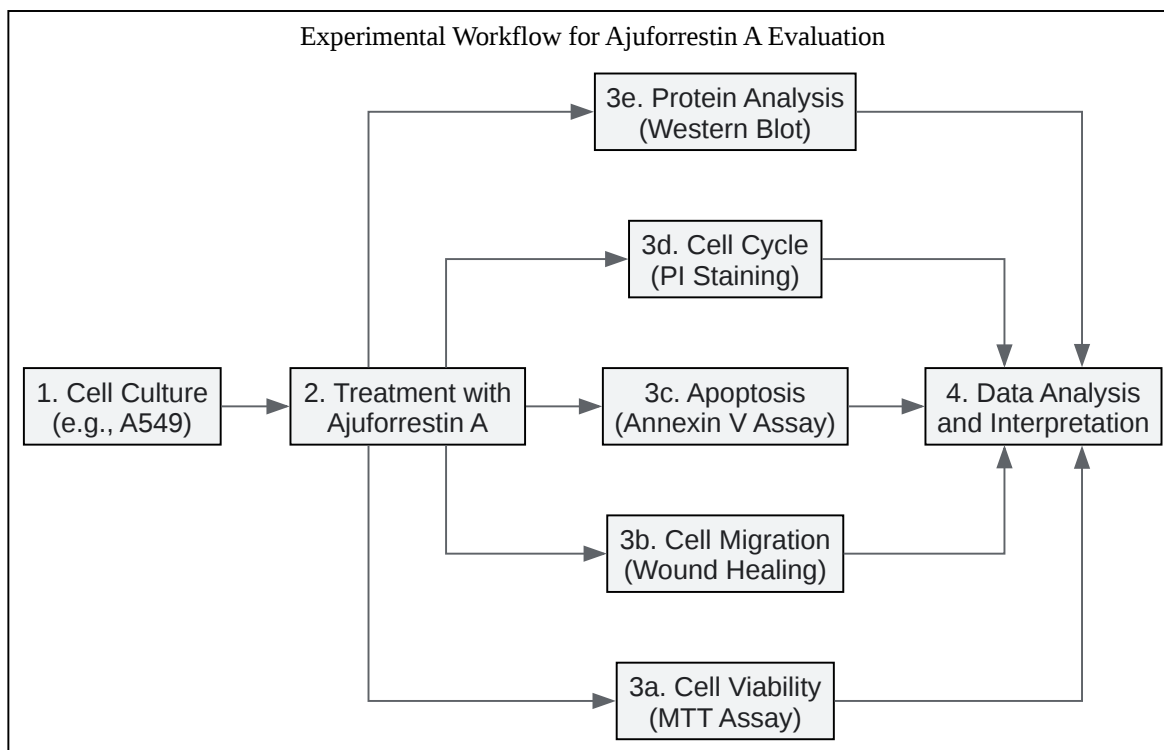 Experimental Workflow for Ajuforrestin A Evaluation
3e. Protein Analysis
(Western Blot)
3d. Cell Cycle
(PI Staining)
1. Cell Culture
(e.g., A549)
2. Treatment with
Ajuforrestin A
3c. Apoptosis
(Annexin V Assay)
4. Data Analysis
and Interpretation
3b. Cell Migration
(Wound Healing)
3a. Cell Viability
(MTT Assay)